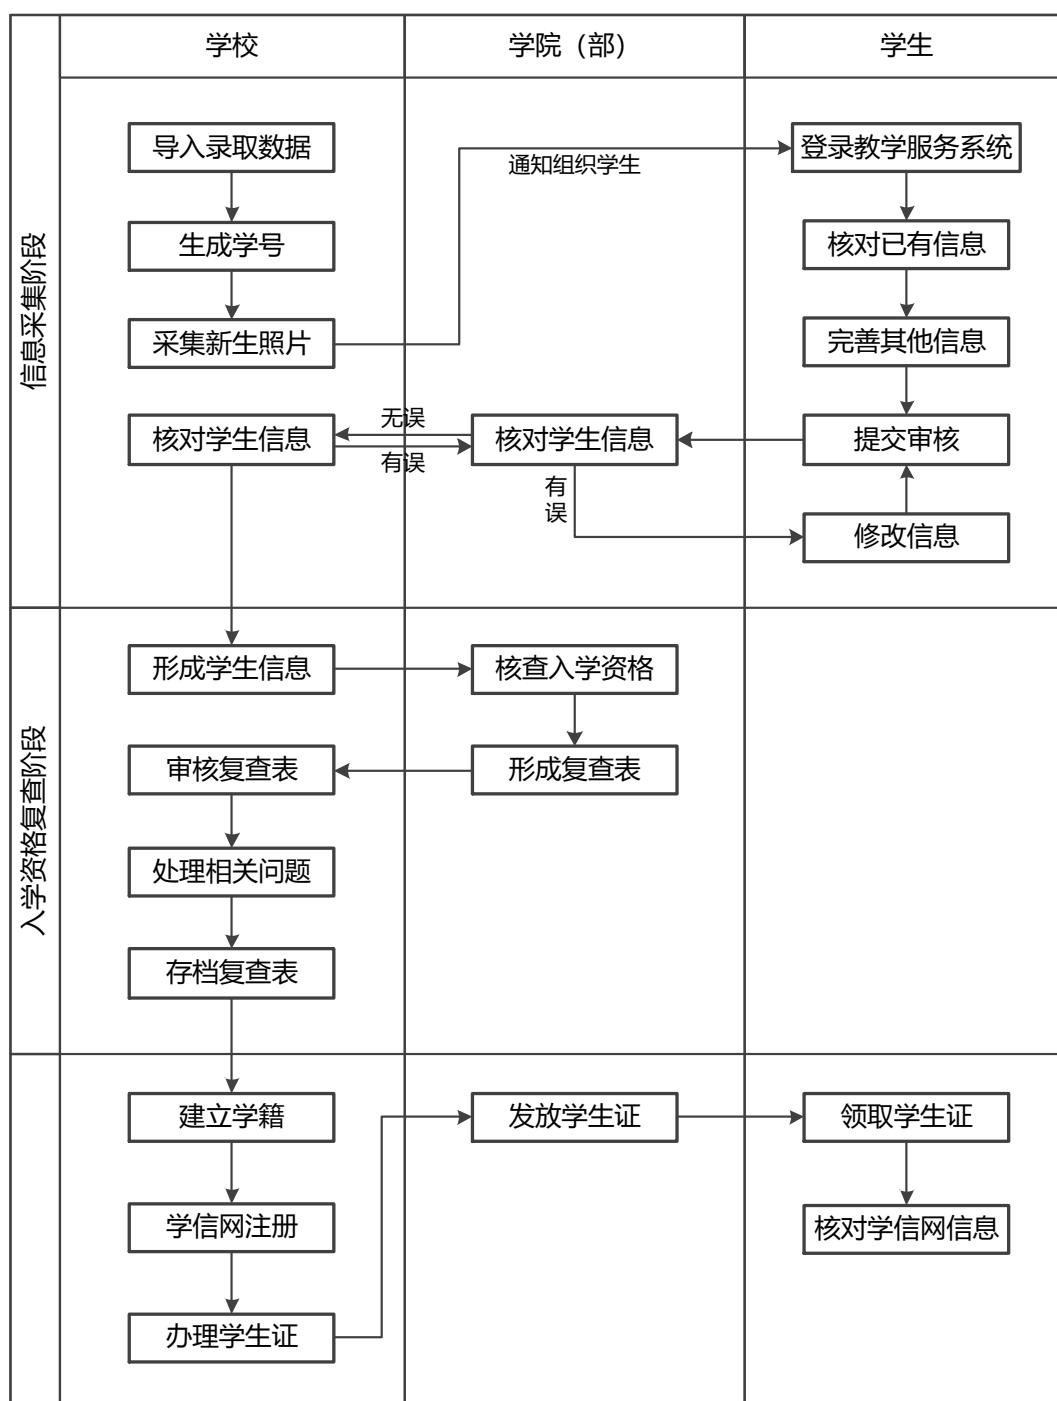 学校
学院（部）
学生
信息采集阶段
导入录取数据
通知组织学生
登录教学服务系统
生成学号
核对已有信息
采集新生照片
完善其他信息
核对学生信息
无误
有误
核对学生信息
提交审核
有
误
修改信息
入学资格复查阶段
形成学生信息
核查入学资格
审核复查表
形成复查表
处理相关问题
存档复查表
建立学籍
发放学生证
领取学生证
学信网注册
核对学信网信息
办理学生证